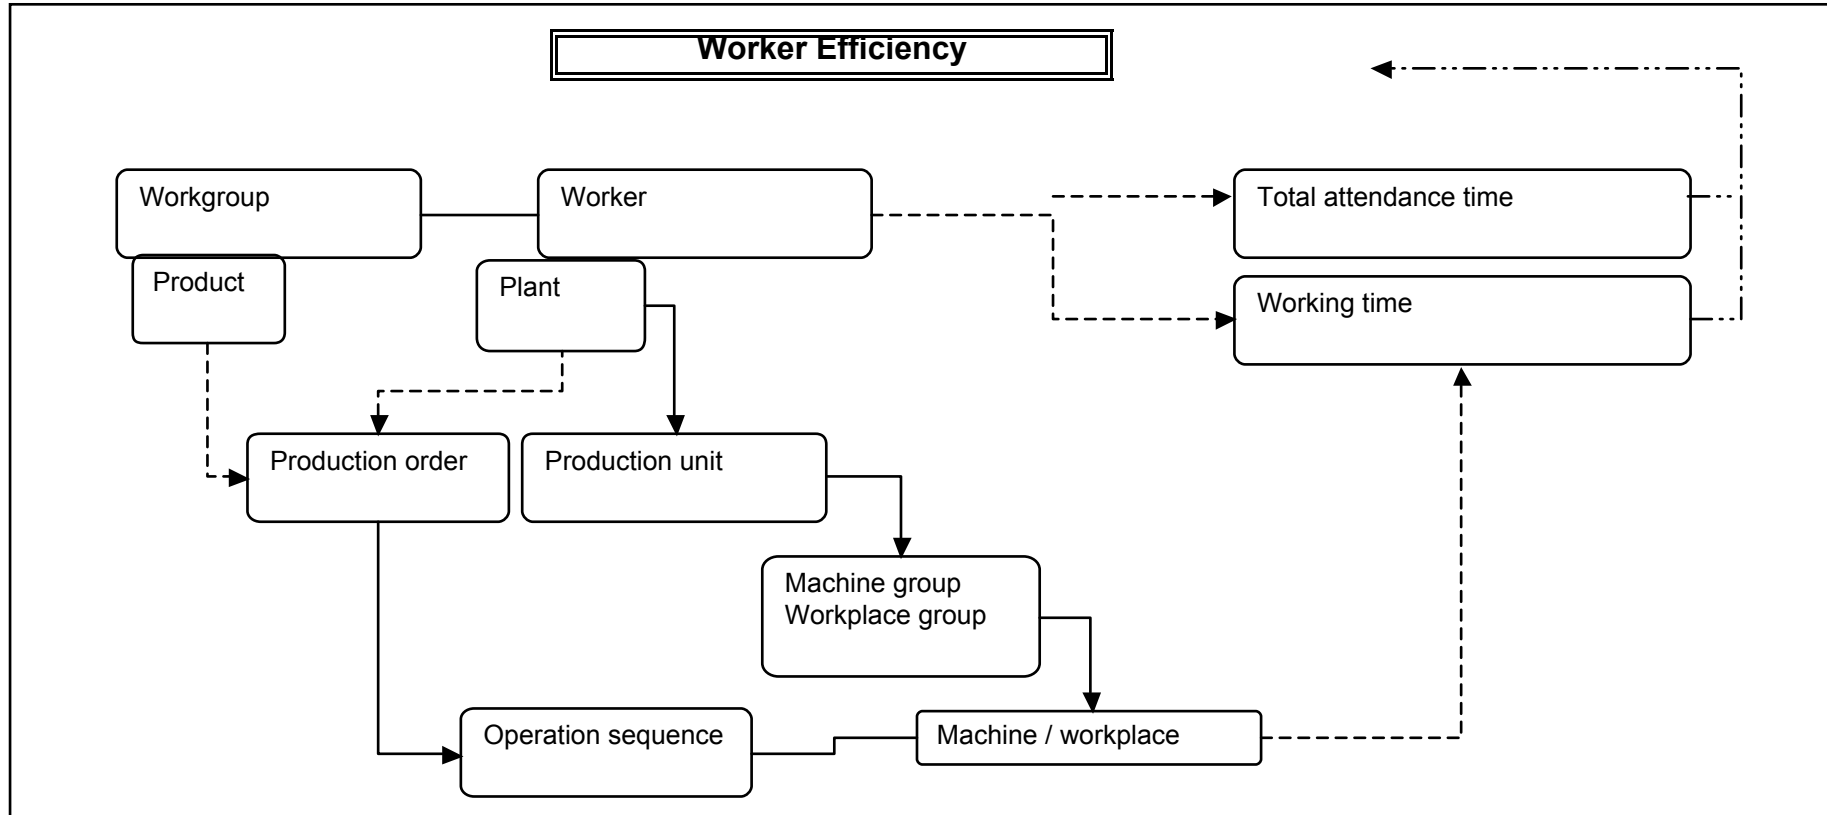 Worker Efficiency
Workgroup
Worker
Total attendance time
Product
Plant
Working time
Production order
Production unit
Machine group
Workplace group
Operation sequence
Machine / workplace